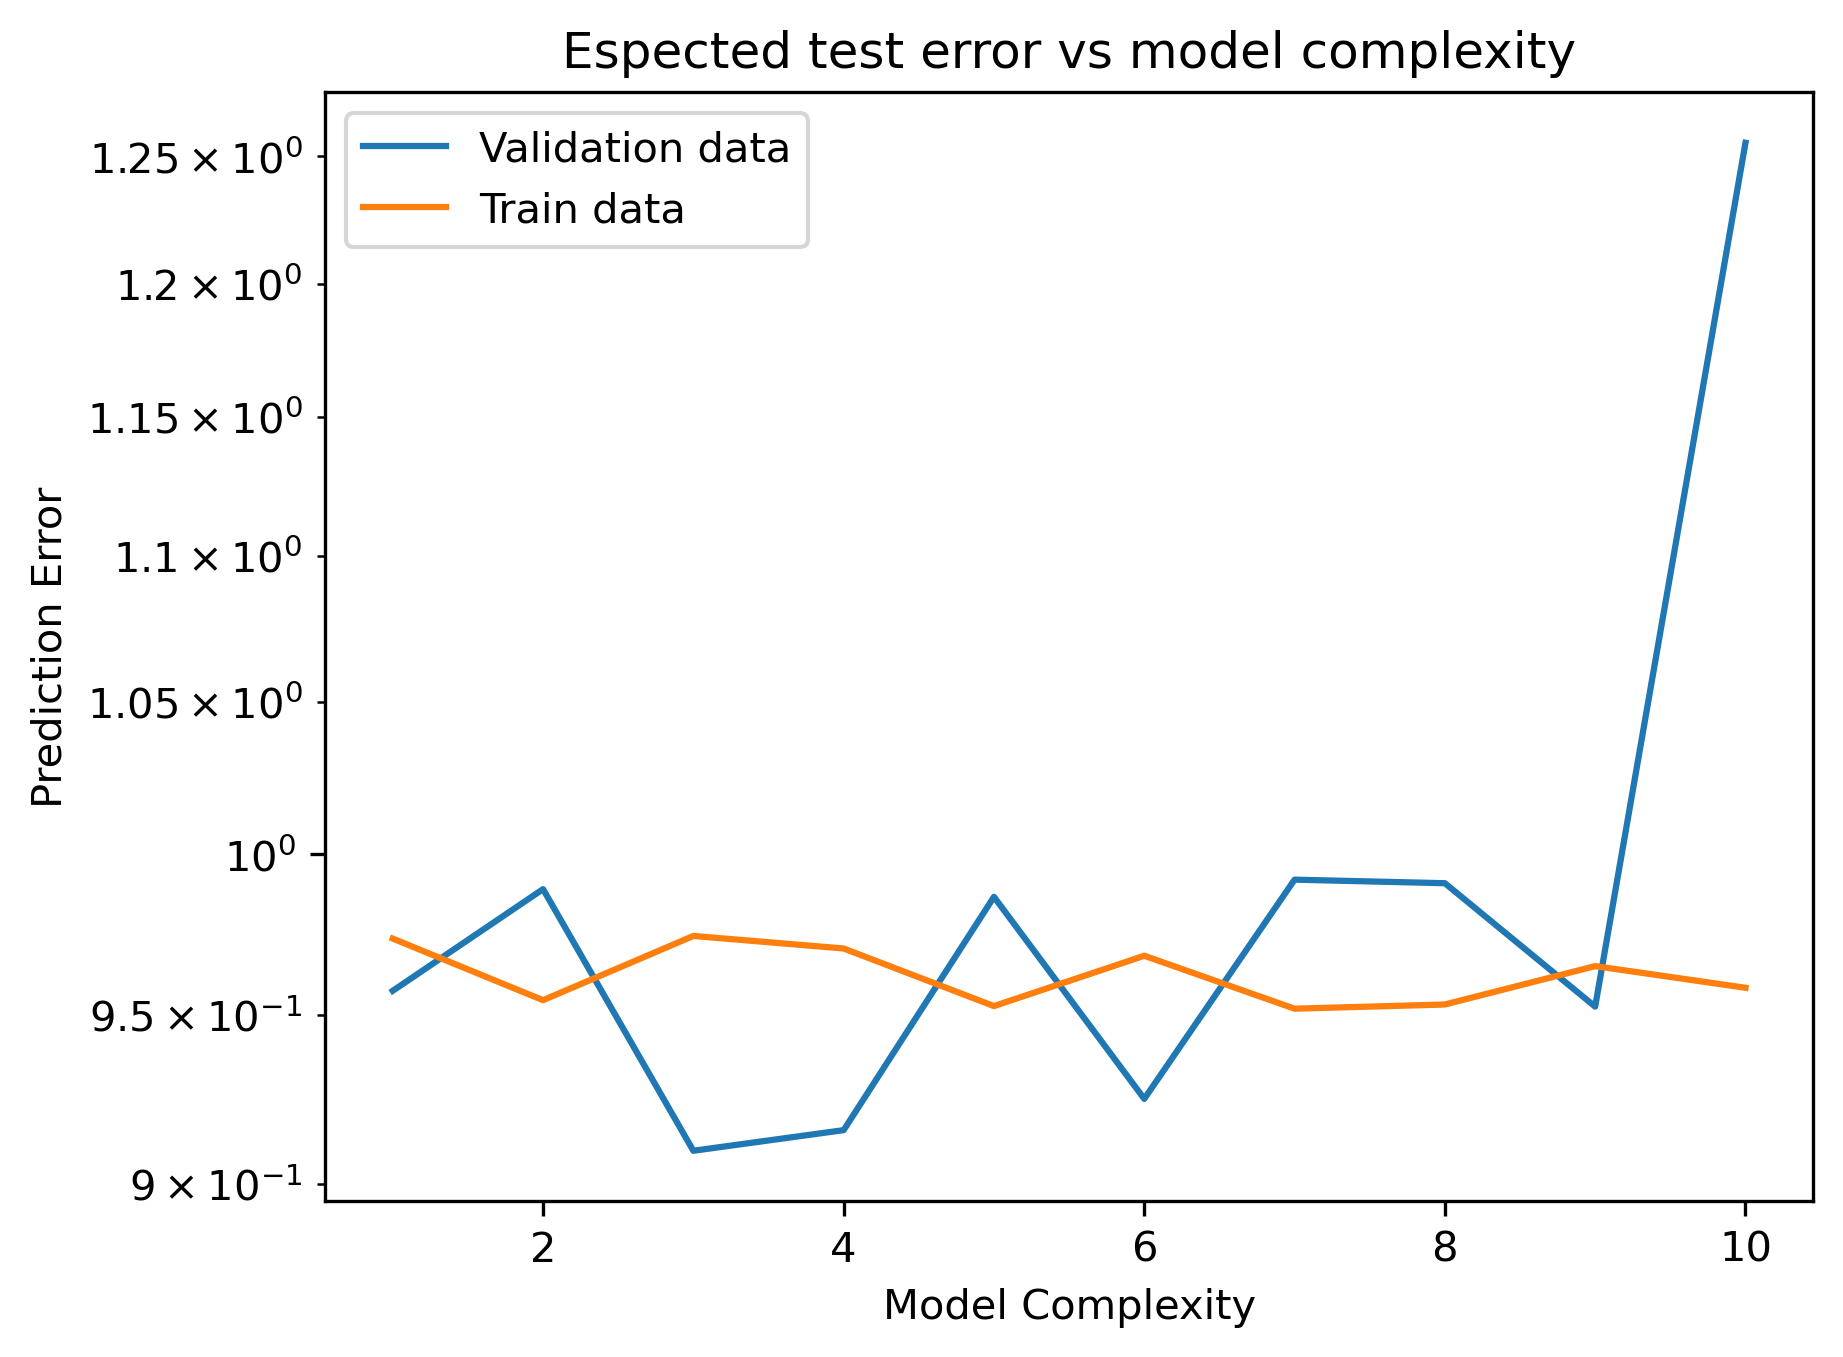 Espected test error vs model complexity
Validation data
Train data
1.25 × 10⁰
1.2 × 10⁰
1.15 × 10⁰
1.1 × 10⁰
1.05 × 10⁰
10⁰
9.5 × 10⁻¹
9 × 10⁻¹
Prediction Error
2 4 6 8 10
Model Complexity